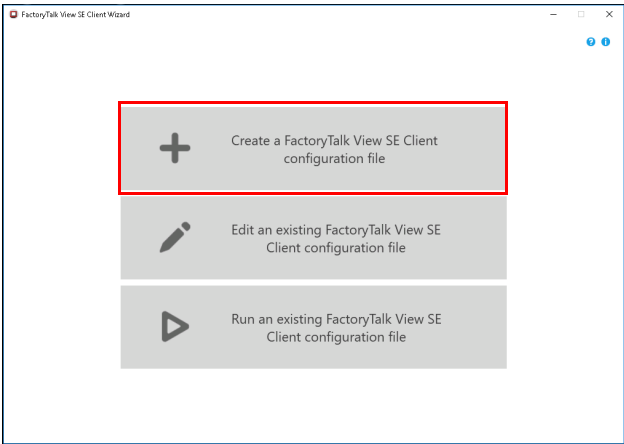 FactoryTalk View SE Client Wizard
Create a FactoryTalk View SE Client
configuration file
Edit an existing FactoryTalk View SE
Client configuration file
Run an existing FactoryTalk View SE
Client configuration file